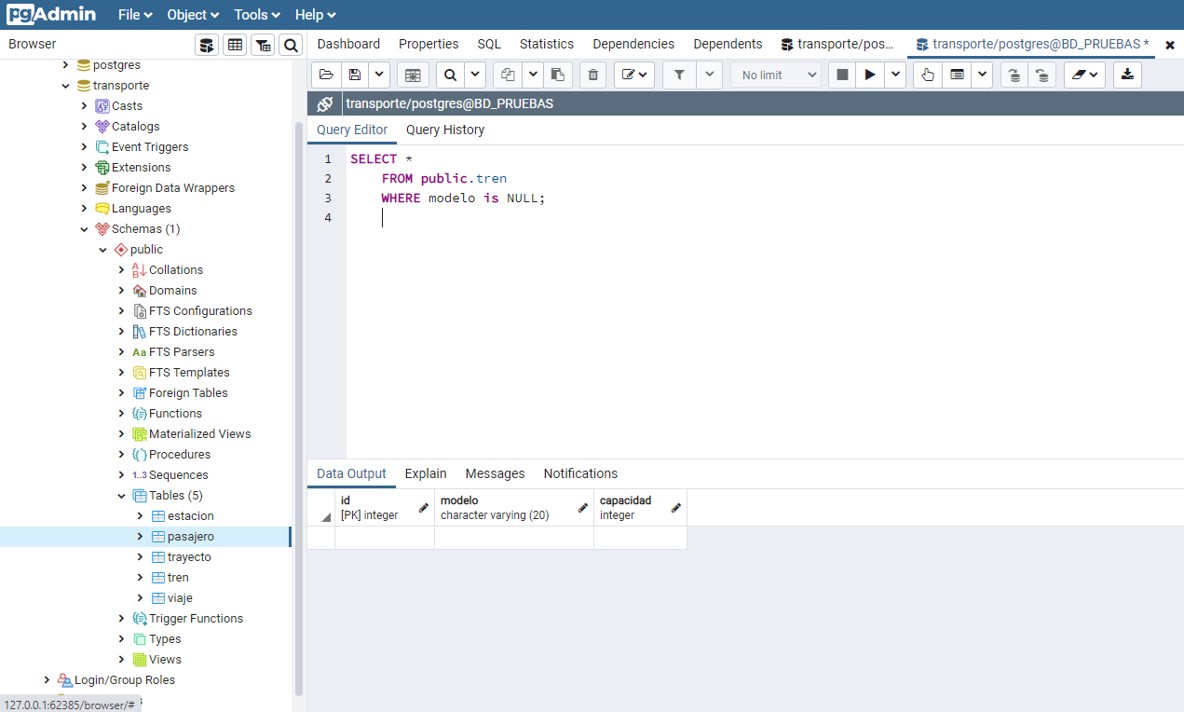 pgAdmin File Object Tools Help
Browser
Dashboard Properties SQL Statistics Dependencies Dependents transporte/pos... transporte/postgres@BD_PRUEBAS *
No limit
transporte/postgres@BD_PRUEBAS
Query Editor Query History
1 SELECT *
2 FROM public.tren
3 WHERE modelo is NULL;
4
Data Output Explain Messages Notifications
id modelo capacidad
[PK] integer character varying (20) integer
postgres
transporte
Casts
Catalogs
Event Triggers
Extensions
Foreign Data Wrappers
Languages
Schemas (1)
public
Collations
Domains
FTS Configurations
FTS Dictionaries
Aa FTS Parsers
FTS Templates
Foreign Tables
Functions
Materialized Views
Procedures
1..3 Sequences
Tables (5)
estacion
pasajero
trayecto
tren
viaje
Trigger Functions
Types
Views
Login/Group Roles
127.0.0.1:62385/browser/#